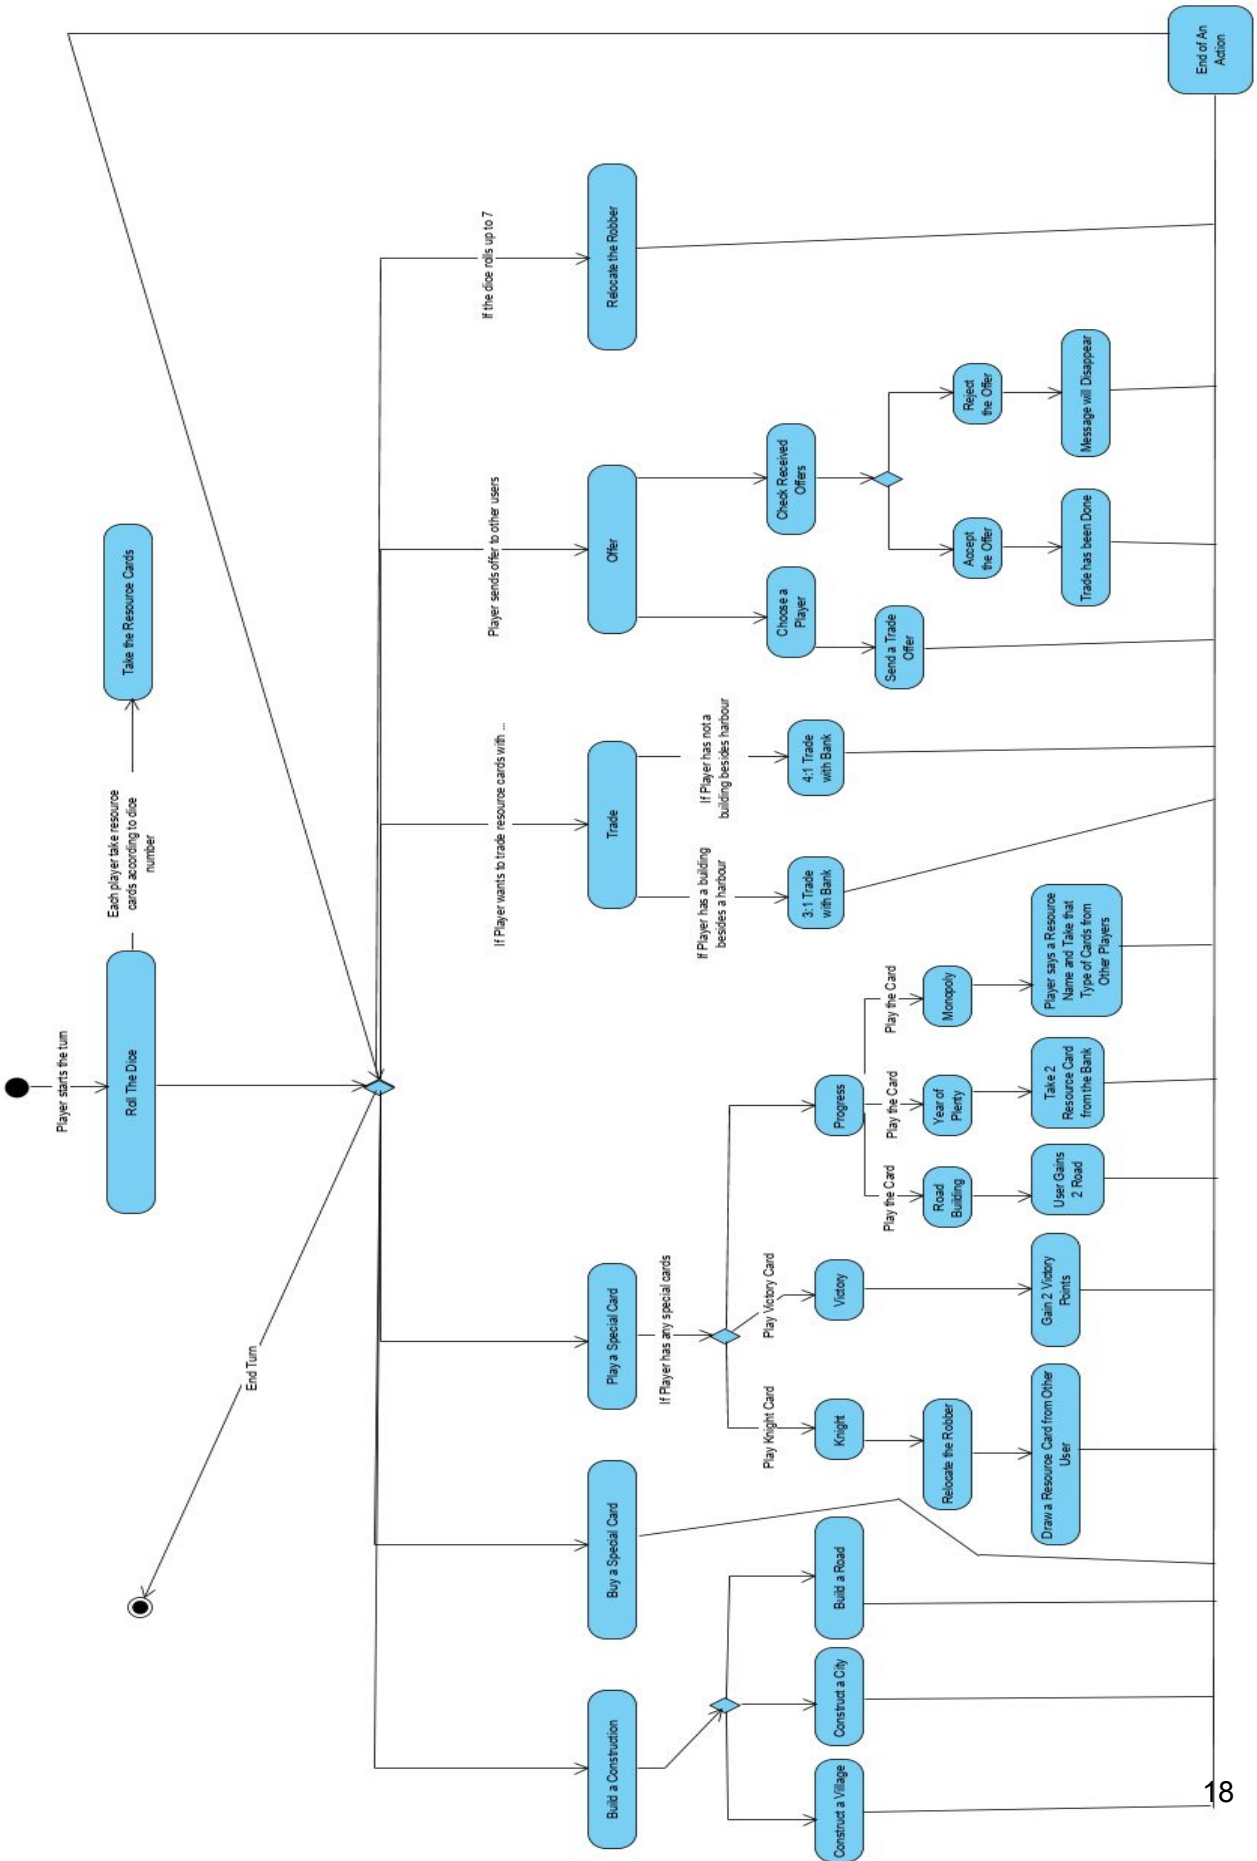 Player starts the turn
Roll The Dice
Each player take resource
cards according to dice
number
Take the Resource Cards
End Turn
Build a Construction
Construct a Village
Construct a City
Build a Road
Buy a Special Card
Play a Special Card
If Player has any special cards
Play Knight Card
Knight
Relocate the Robber
Draw a Resource Card from Other
User
Play Victory Card
Victory
Gain 2 Victory
Points
Progress
Play the Card
Road
Building
User Gains
2 Road
Play the Card
Year of
Plenty
Take 2
Resource Card
from the Bank
Play the Card
Monopoly
Player says a Resource
Name and Take that
Type of Cards from
Other Players
If Player wants to trade resource cards with ...
Trade
If Player has a building
besides a harbour
3:1 Trade
with Bank
If Player has not a
building besides harbour
4:1 Trade
with Bank
Player sends offer to other users
Offer
Choose a
Player
Send a Trade
Offer
Check Received
Offers
Accept
the Offer
Trade has been Done
Reject
the Offer
Message will Disappear
If the dice rolls up to 7
Relocate the Robber
End of An
Action
18